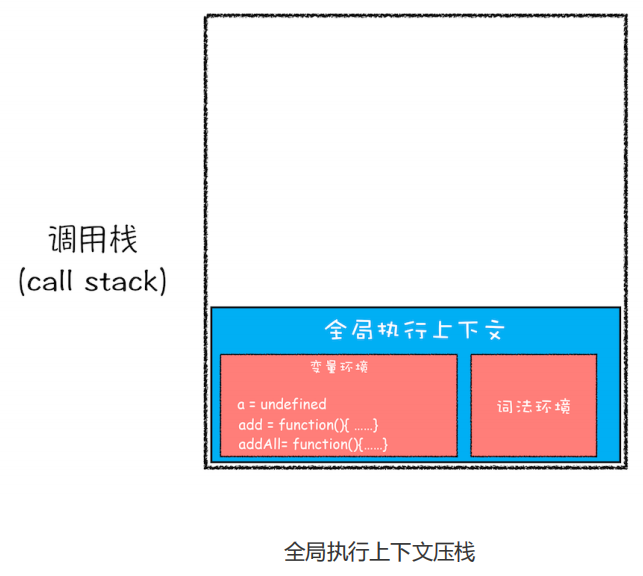 调用栈
(call stack)
全局执行上下文
变量环境
a = undefined
add = function(){ ……}
addAll= function(){……}
词法环境
全局执行上下文压栈